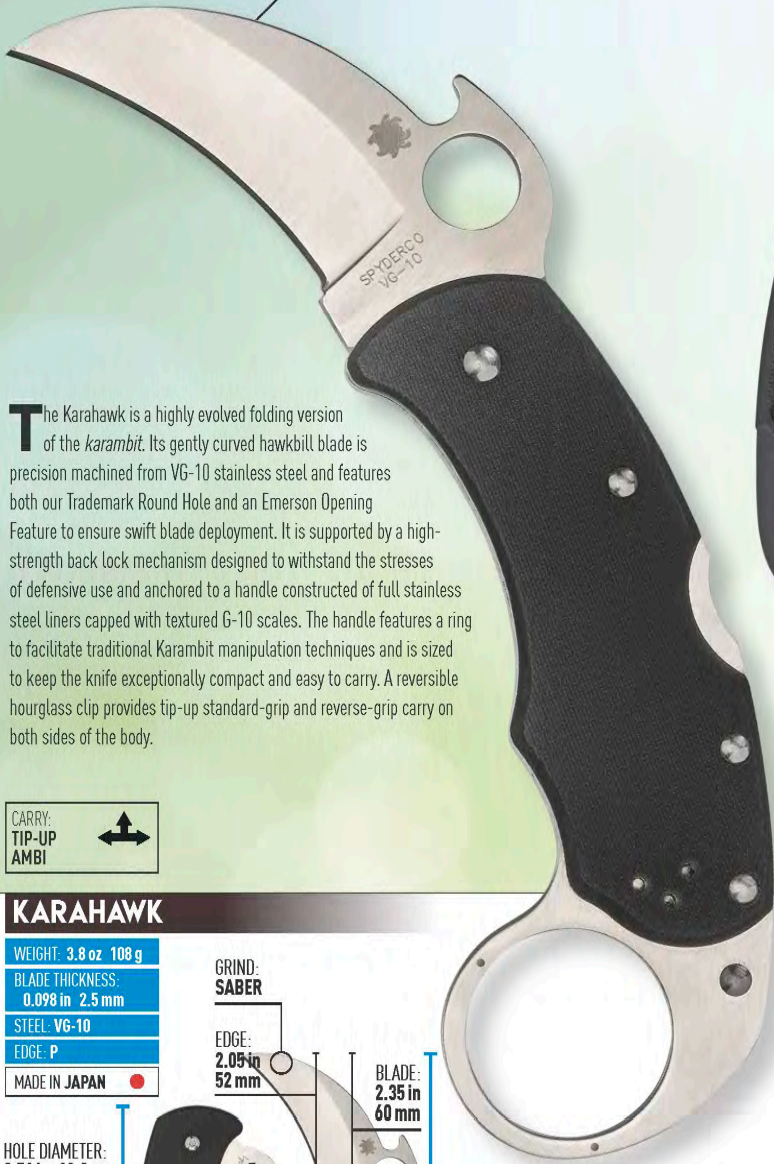 SPYDERCO
VG-10
The Karahawk is a highly evolved folding version
of the karambit. Its gently curved hawkbill blade is
precision machined from VG-10 stainless steel and features
both our Trademark Round Hole and an Emerson Opening
Feature to ensure swift blade deployment. It is supported by a high-
strength back lock mechanism designed to withstand the stresses
of defensive use and anchored to a handle constructed of full stainless
steel liners capped with textured G-10 scales. The handle features a ring
to facilitate traditional Karambit manipulation techniques and is sized
to keep the knife exceptionally compact and easy to carry. A reversible
hourglass clip provides tip-up standard-grip and reverse-grip carry on
both sides of the body.
CARRY:
TIP-UP
AMBI
KARAHAWK
WEIGHT: 3.8 oz 108 g
BLADE THICKNESS:
0.098 in 2.5 mm
STEEL: VG-10
EDGE: P
MADE IN JAPAN
GRIND:
SABER
EDGE:
2.05 in
52 mm
BLADE:
2.35 in
60 mm
HOLE DIAMETER: